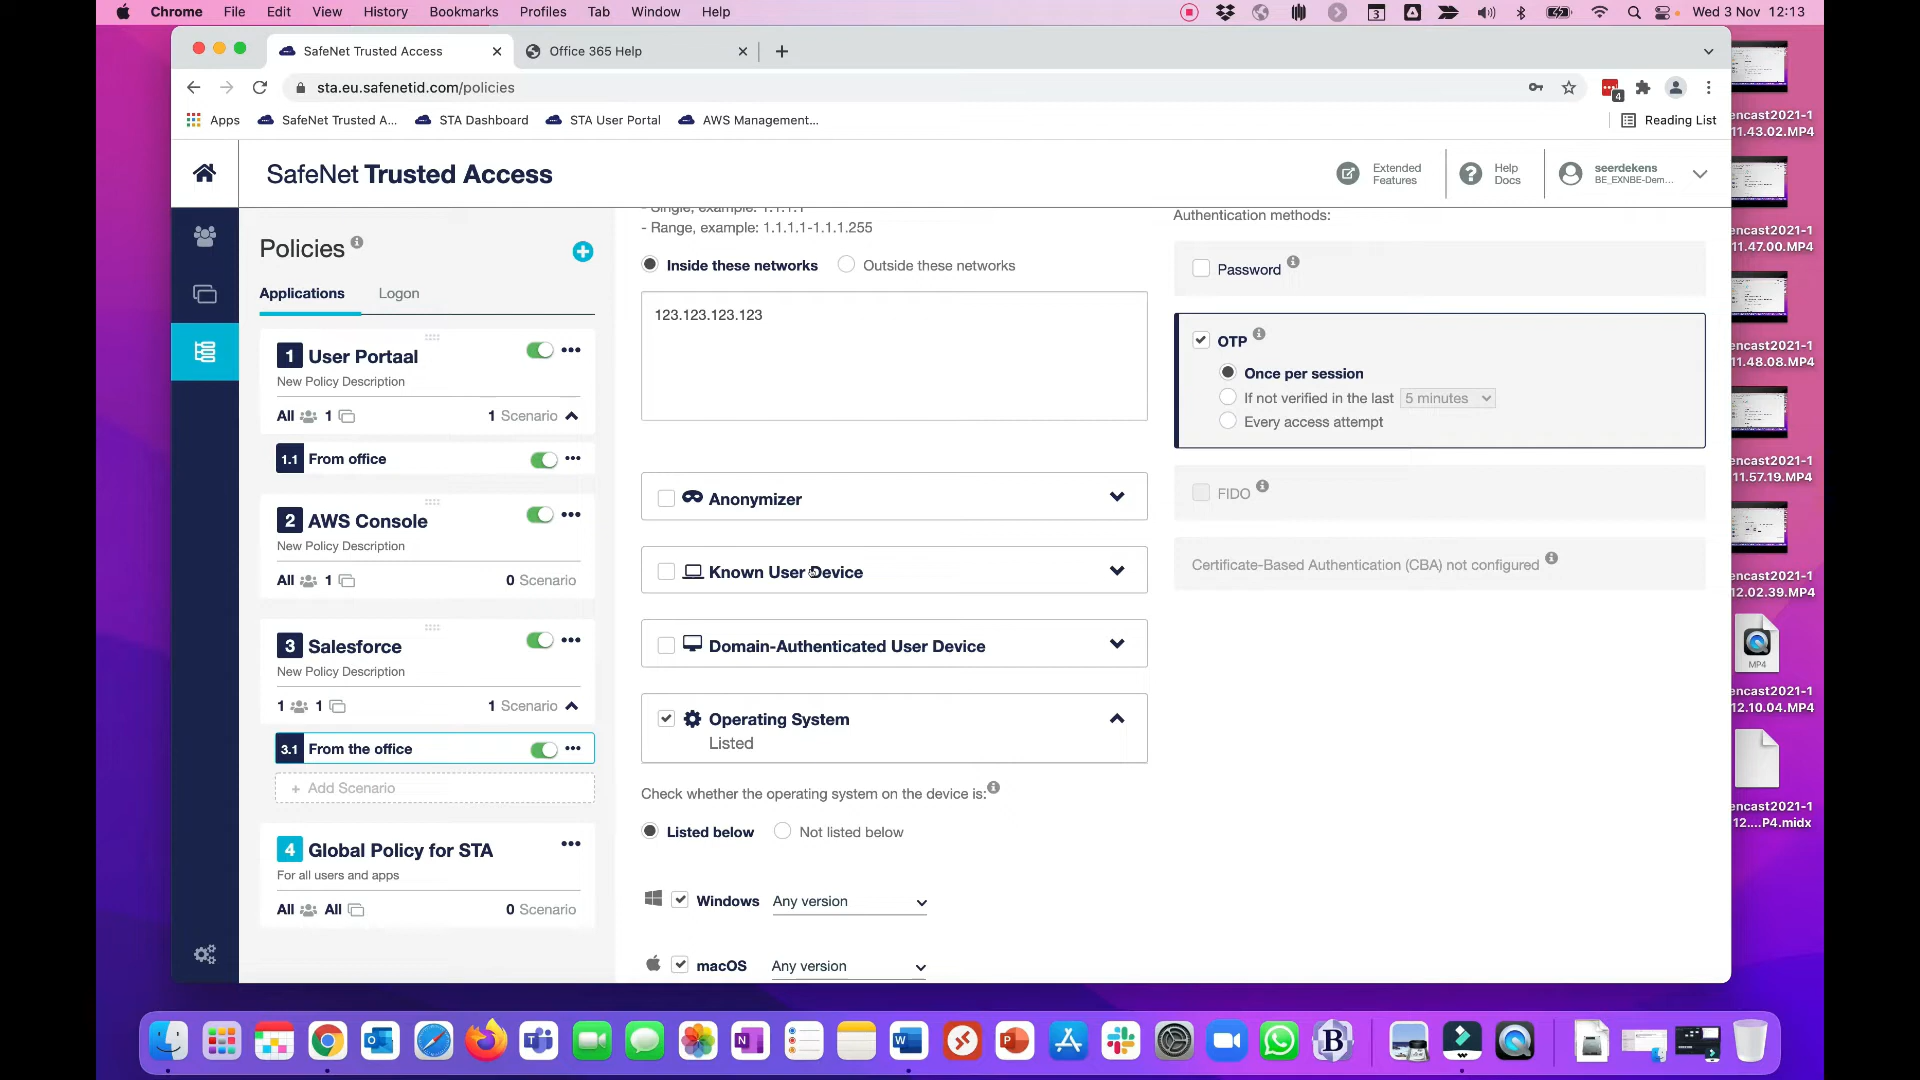 Chrome File Edit View History Bookmarks Profiles Tab Window Help
3
Wed 3 Nov 12:13
SafeNet Trusted Access
Office 365 Help
sta.eu.safenetid.com/policies
4
Apps
SafeNet Trusted A...
STA Dashboard
STA User Portal
AWS Management...
Reading List
SafeNet Trusted Access
Extended Features
Help Docs
seerdekens
BE_EXNBE-Dem...
Policies
Applications
Logon
1 User Portaal
New Policy Description
All 1
1 Scenario
1.1 From office
2 AWS Console
New Policy Description
All 1
0 Scenario
3 Salesforce
New Policy Description
1 1
1 Scenario
3.1 From the office
+ Add Scenario
4 Global Policy for STA
For all users and apps
All All
0 Scenario
- Single, example: 1.1.1.1
- Range, example: 1.1.1.1-1.1.1.255
Inside these networks
Outside these networks
123.123.123.123
Anonymizer
Known User Device
Domain-Authenticated User Device
Operating System
Listed
Check whether the operating system on the device is:
Listed below
Not listed below
Windows
Any version
macOS
Any version
Authentication methods:
Password
OTP
Once per session
If not verified in the last
5 minutes
Every access attempt
FIDO
Certificate-Based Authentication (CBA) not configured
encast2021-1
11.43.02.MP4
encast2021-1
11.47.00.MP4
encast2021-1
11.48.08.MP4
encast2021-1
11.57.19.MP4
encast2021-1
12.02.39.MP4
MP4
encast2021-1
12.10.04.MP4
encast2021-1
12....P4.midx